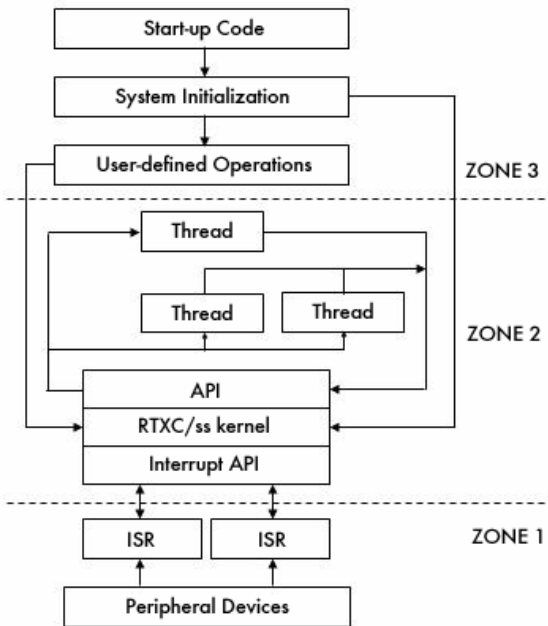 Start-up Code
System Initialization
User-defined Operations
ZONE 3
Thread
Thread
Thread
ZONE 2
API
RTXC/ss kernel
Interrupt API
ISR
ISR
ZONE 1
Peripheral Devices